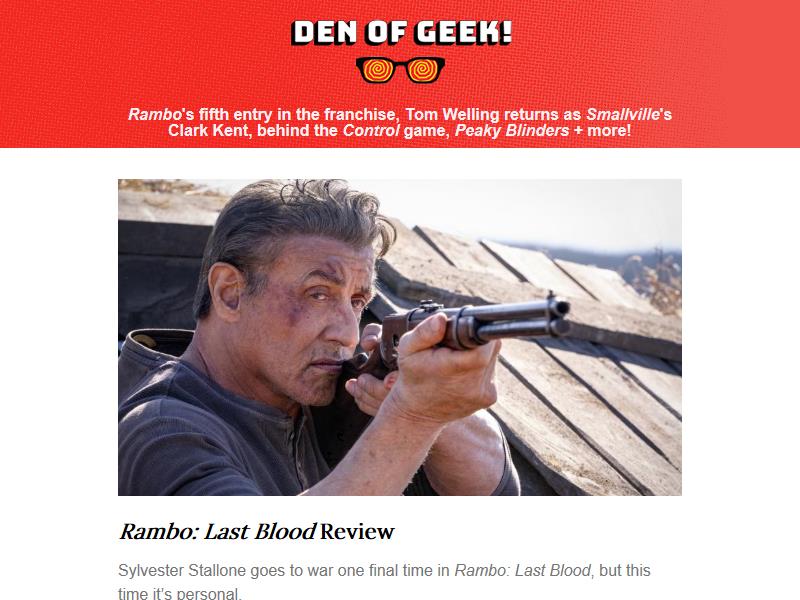 DEN OF GEEK!
Rambo's fifth entry in the franchise, Tom Welling returns as Smallville's
Clark Kent, behind the Control game, Peaky Blinders + more!
Rambo: Last Blood Review
Sylvester Stallone goes to war one final time in Rambo: Last Blood, but this
time it’s personal.